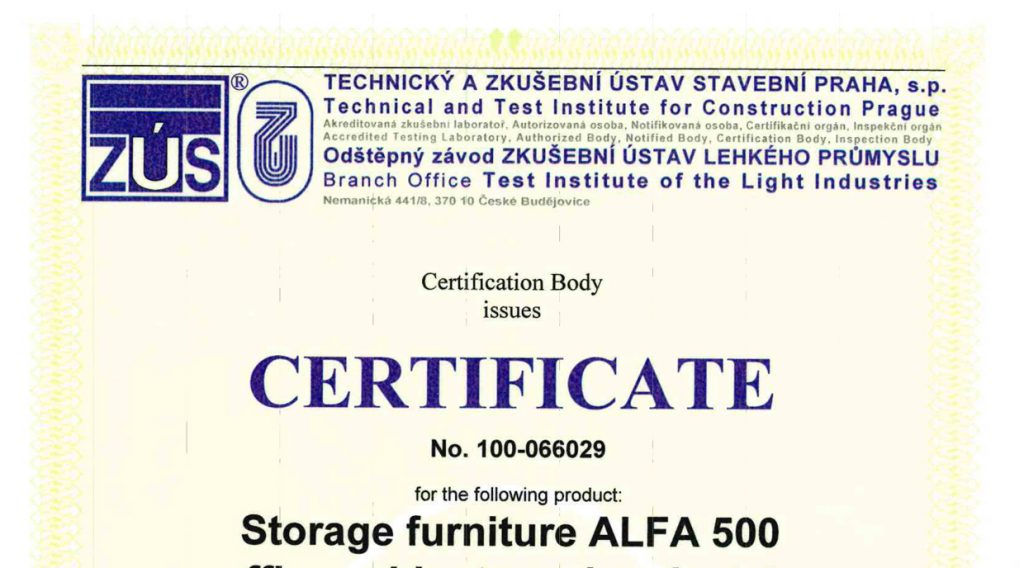 TECHNICKÝ A ZKUŠEBNÍ ÚSTAV STAVEBNÍ PRAHA, s.p.
Technical and Test Institute for Construction Prague
Akreditovaná zkušební laboratoř, Autorizovaná osoba, Notifikovaná osoba, Certifikační orgán, Inspekční orgán
Accredited Testing Laboratory, Authorized Body, Notified Body, Certification Body, Inspection Body
Odštěpný závod ZKUŠEBNÍ ÚSTAV LEHKÉHO PRŮMYSLU
Branch Office Test Institute of the Light Industries
Nemanická 441/8, 370 10 České Budějovice
ZÚS ®
Certification Body
issues
CERTIFICATE
No. 100-066029
for the following product:
Storage furniture ALFA 500